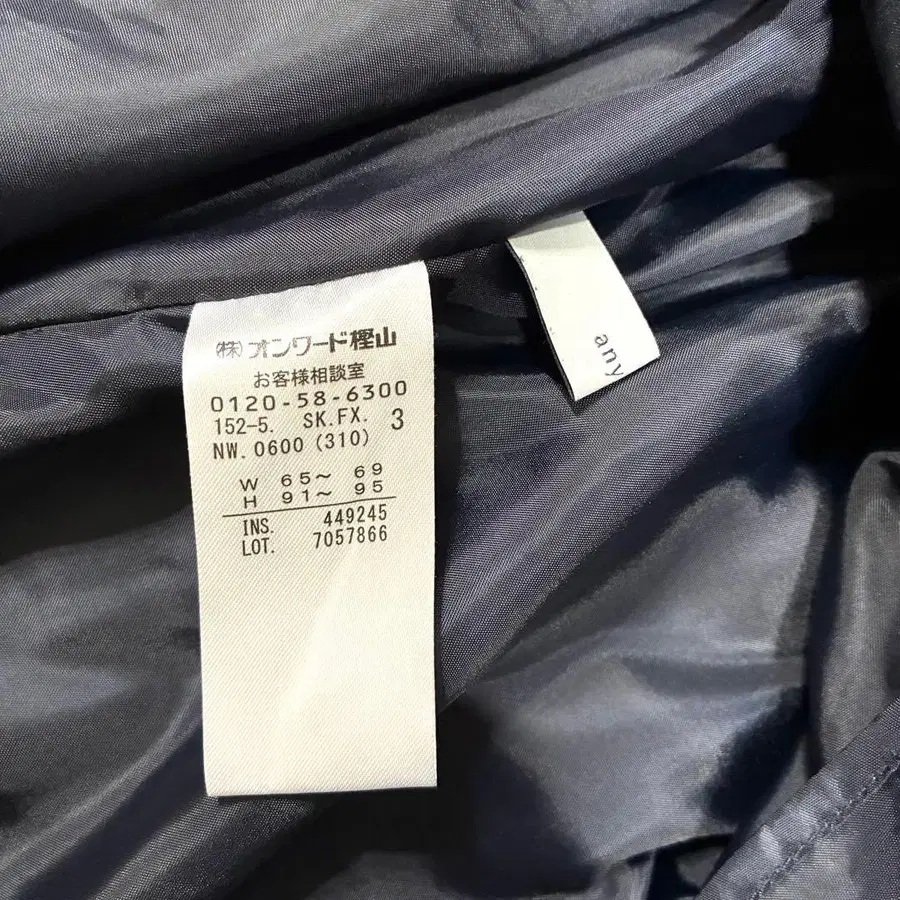 (株)オンワード樫山
お客様相談室
0120-58-6300
152-5. SK.FX. 3
NW. 0600 (310)
W 65〜 69
H 91〜 95
INS. 449245
LOT. 7057866
any